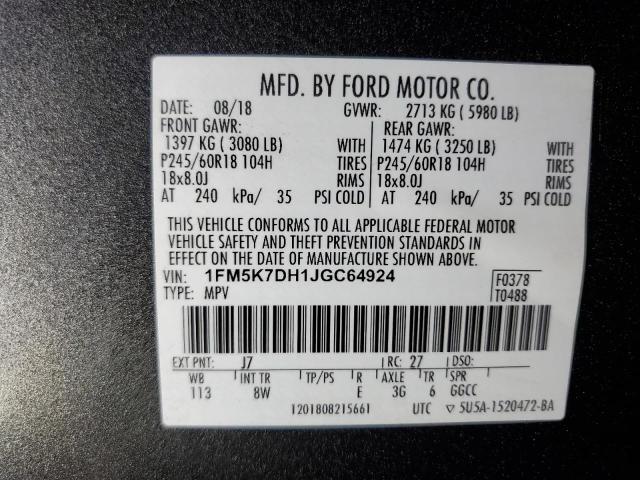 MFD. BY FORD MOTOR CO.
DATE: 08/18 GVWR: 2713 KG ( 5980 LB)
FRONT GAWR: REAR GAWR:
1397 KG ( 3080 LB) WITH 1474 KG ( 3250 LB) WITH
P245/60R18 104H TIRES P245/60R18 104H TIRES
18x8.0J RIMS 18x8.0J RIMS
AT 240 kPa/ 35 PSI COLD AT 240 kPa/ 35 PSI COLD
THIS VEHICLE CONFORMS TO ALL APPLICABLE FEDERAL MOTOR
VEHICLE SAFETY AND THEFT PREVENTION STANDARDS IN
EFFECT ON THE DATE OF MANUFACTURE SHOWN ABOVE.
VIN: 1FM5K7DH1JGC64924 F0378
TYPE: MPV T0488
EXT PNT: J7 RC: 27 DSO:
WB INT TR TP/PS R AXLE TR SPR
113 8W E 3G 6 GGCC
1201808215661 UTC ▽ 5U5A-1520472-BA